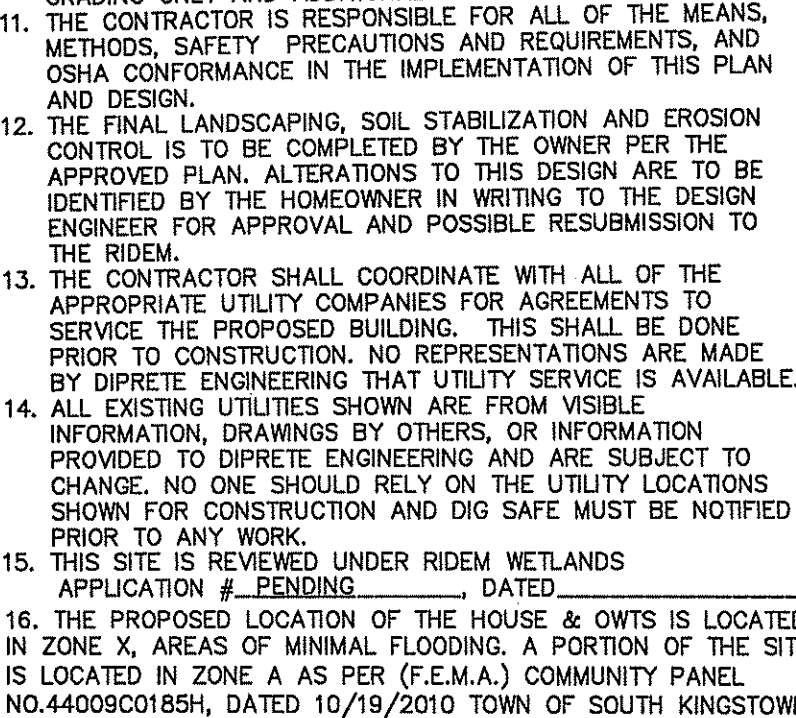 11. THE CONTRACTOR IS RESPONSIBLE FOR ALL OF THE MEANS,
METHODS, SAFETY PRECAUTIONS AND REQUIREMENTS, AND
OSHA CONFORMANCE IN THE IMPLEMENTATION OF THIS PLAN
AND DESIGN.
12. THE FINAL LANDSCAPING, SOIL STABILIZATION AND EROSION
CONTROL IS TO BE COMPLETED BY THE OWNER PER THE
APPROVED PLAN. ALTERATIONS TO THIS DESIGN ARE TO BE
IDENTIFIED BY THE HOMEOWNER IN WRITING TO THE DESIGN
ENGINEER FOR APPROVAL AND POSSIBLE RESUBMISSION TO
THE RIDEM.
13. THE CONTRACTOR SHALL COORDINATE WITH ALL OF THE
APPROPRIATE UTILITY COMPANIES FOR AGREEMENTS TO
SERVICE THE PROPOSED BUILDING. THIS SHALL BE DONE
PRIOR TO CONSTRUCTION. NO REPRESENTATIONS ARE MADE
BY DIPRETE ENGINEERING THAT UTILITY SERVICE IS AVAILABLE.
14. ALL EXISTING UTILITIES SHOWN ARE FROM VISIBLE
INFORMATION, DRAWINGS BY OTHERS, OR INFORMATION
PROVIDED TO DIPRETE ENGINEERING AND ARE SUBJECT TO
CHANGE. NO ONE SHOULD RELY ON THE UTILITY LOCATIONS
SHOWN FOR CONSTRUCTION AND DIG SAFE MUST BE NOTIFIED
PRIOR TO ANY WORK.
15. THIS SITE IS REVIEWED UNDER RIDEM WETLANDS
APPLICATION # PENDING, DATED
16. THE PROPOSED LOCATION OF THE HOUSE & OWTS IS LOCATED
IN ZONE X, AREAS OF MINIMAL FLOODING. A PORTION OF THE SIT
IS LOCATED IN ZONE A AS PER (F.E.M.A.) COMMUNITY PANEL
NO.44009C0185H, DATED 10/19/2010 TOWN OF SOUTH KINGSTOWN